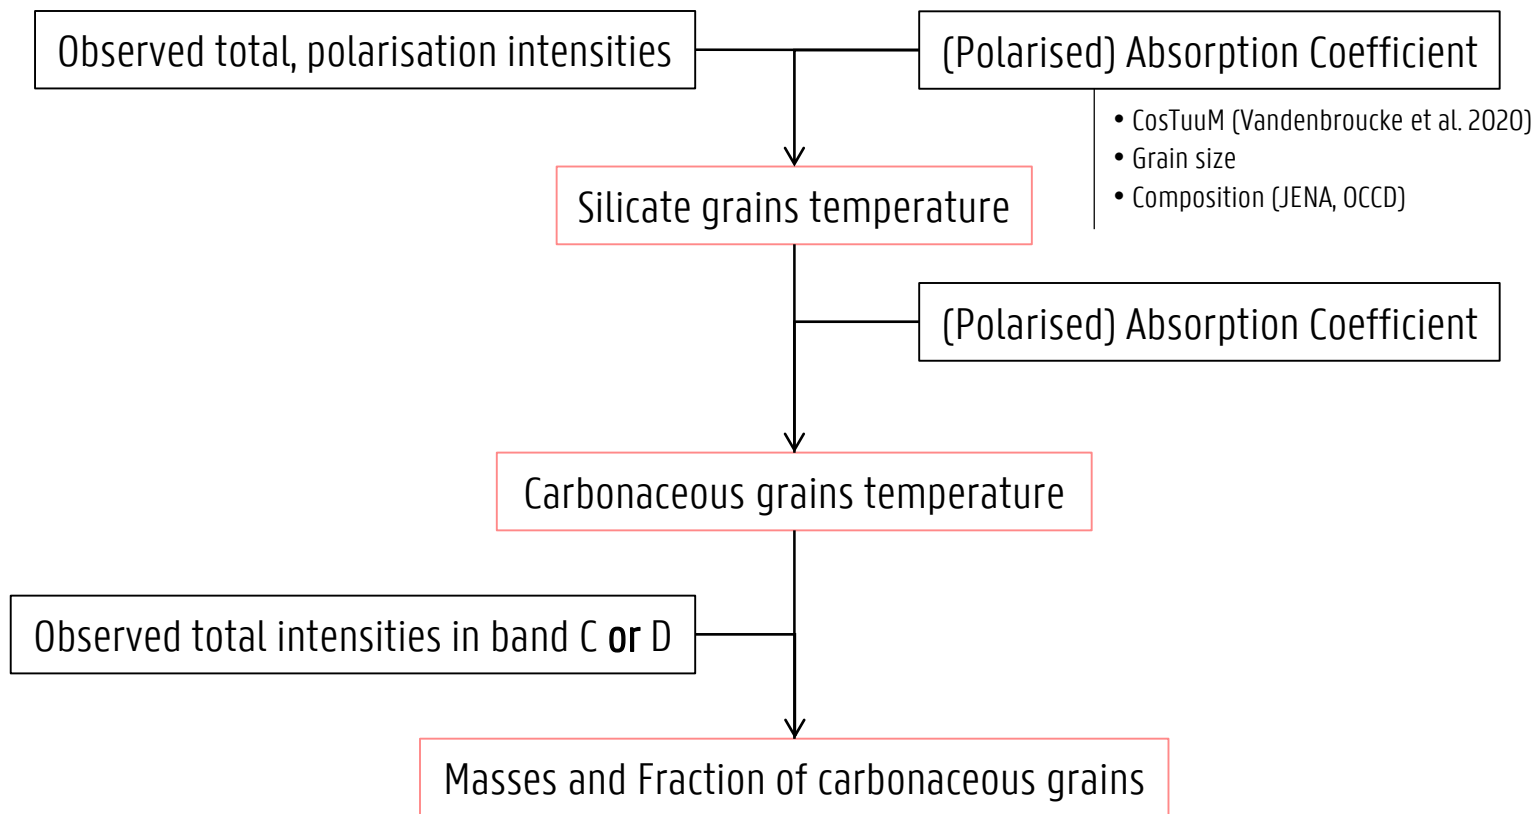 Observed total, polarisation intensities
(Polarised) Absorption Coefficient
• CosTuuM (Vandenbroucke et al. 2020)
• Grain size
• Composition (JENA, OCCD)
Silicate grains temperature
(Polarised) Absorption Coefficient
Carbonaceous grains temperature
Observed total intensities in band C or D
Masses and Fraction of carbonaceous grains